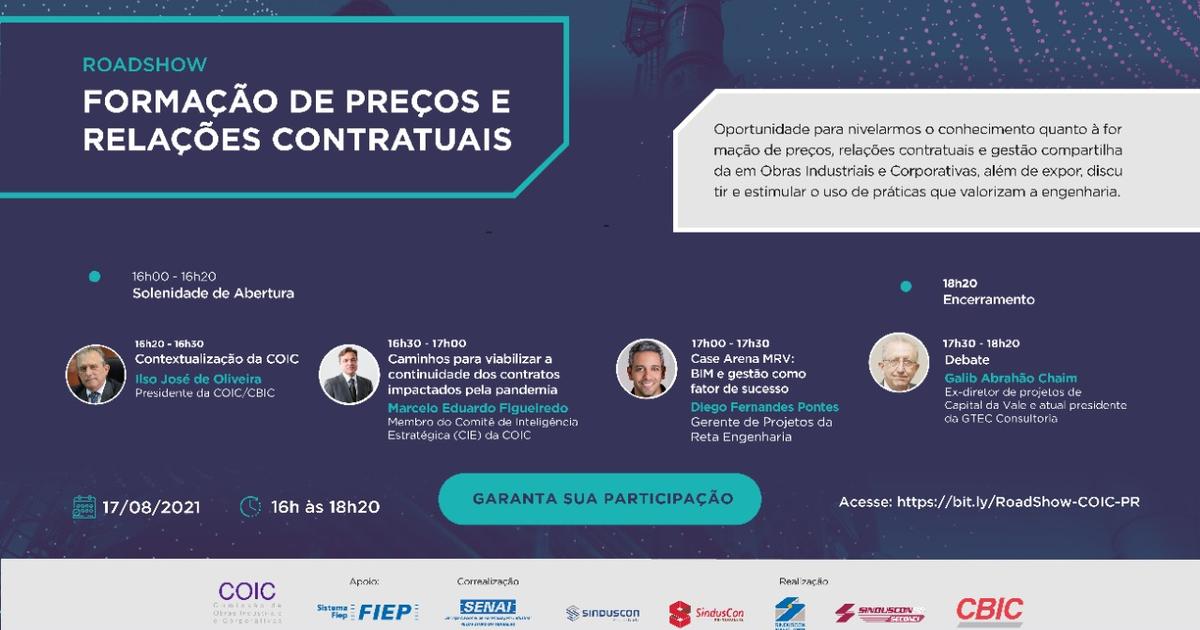 ROADSHOW
FORMAÇÃO DE PREÇOS E
RELAÇÕES CONTRATUAIS
Oportunidade para nivelarmos o conhecimento quanto à for
mação de preços, relações contratuais e gestão compartilha
da em Obras Industriais e Corporativas, além de expor, discu
tir e estimular o uso de práticas que valorizam a engenharia.
16h00 - 16h20
Solenidade de Abertura
18h20
Encerramento
16h20 - 16h30
Contextualização da COIC
Ilso José de Oliveira
Presidente da COIC/CBIC
16h30 - 17h00
Caminhos para viabilizar a
continuidade dos contratos
impactados pela pandemia
Marcelo Eduardo Figueiredo
Membro do Comitê de Inteligência
Estratégica (CIE) da COIC
17h00 - 17h30
Case Arena MRV:
BIM e gestão como
fator de sucesso
Diego Fernandes Pontes
Gerente de Projetos da
Reta Engenharia
17h30 - 18h20
Debate
Galib Abrahão Chaim
Ex-diretor de projetos de
Capital da Vale e atual presidente
da GTEC Consultoria
17/08/2021
16h às 18h20
GARANTA SUA PARTICIPAÇÃO
Acesse: https://bit.ly/RoadShow-COIC-PR
COIC
Comissão de
Obras Industriais
e Corporativas
Apoio:
Sistema
Fiep
FIEP
Correalização
SENAI
Realização
SINDUSCON
SindusCon
SINDUSCON
SINDUSCON
SECONCI
CBIC